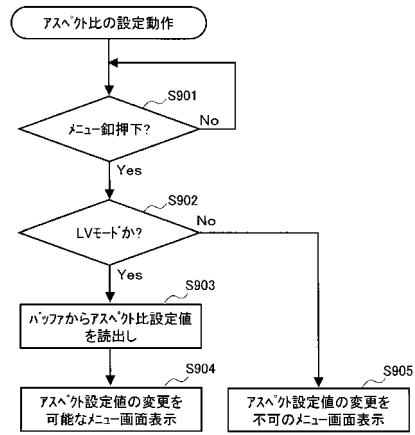 アスペクト比の設定動作
S901
メニュー釦押下?
No
Yes
S902
LVモードか?
No
Yes
S903
バッファからアスペクト比設定値
を読出し
S904
アスペクト設定値の変更を
可能なメニュー画面表示
S905
アスペクト設定値の変更を
不可のメニュー画面表示